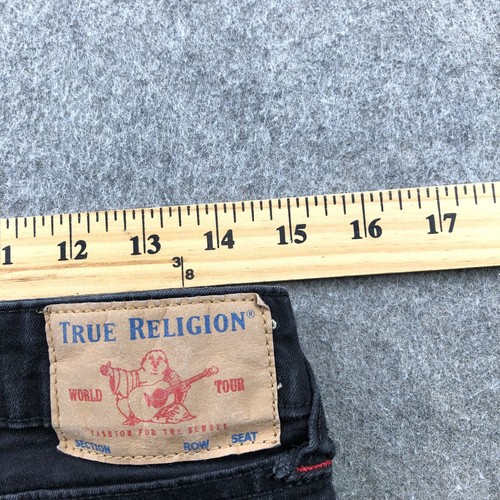 1 12 13 14 15 16 17
3
8
TRUE RELIGION®
WORLD TOUR
FASHION FOR THE SENSES
SECTION ROW SEAT